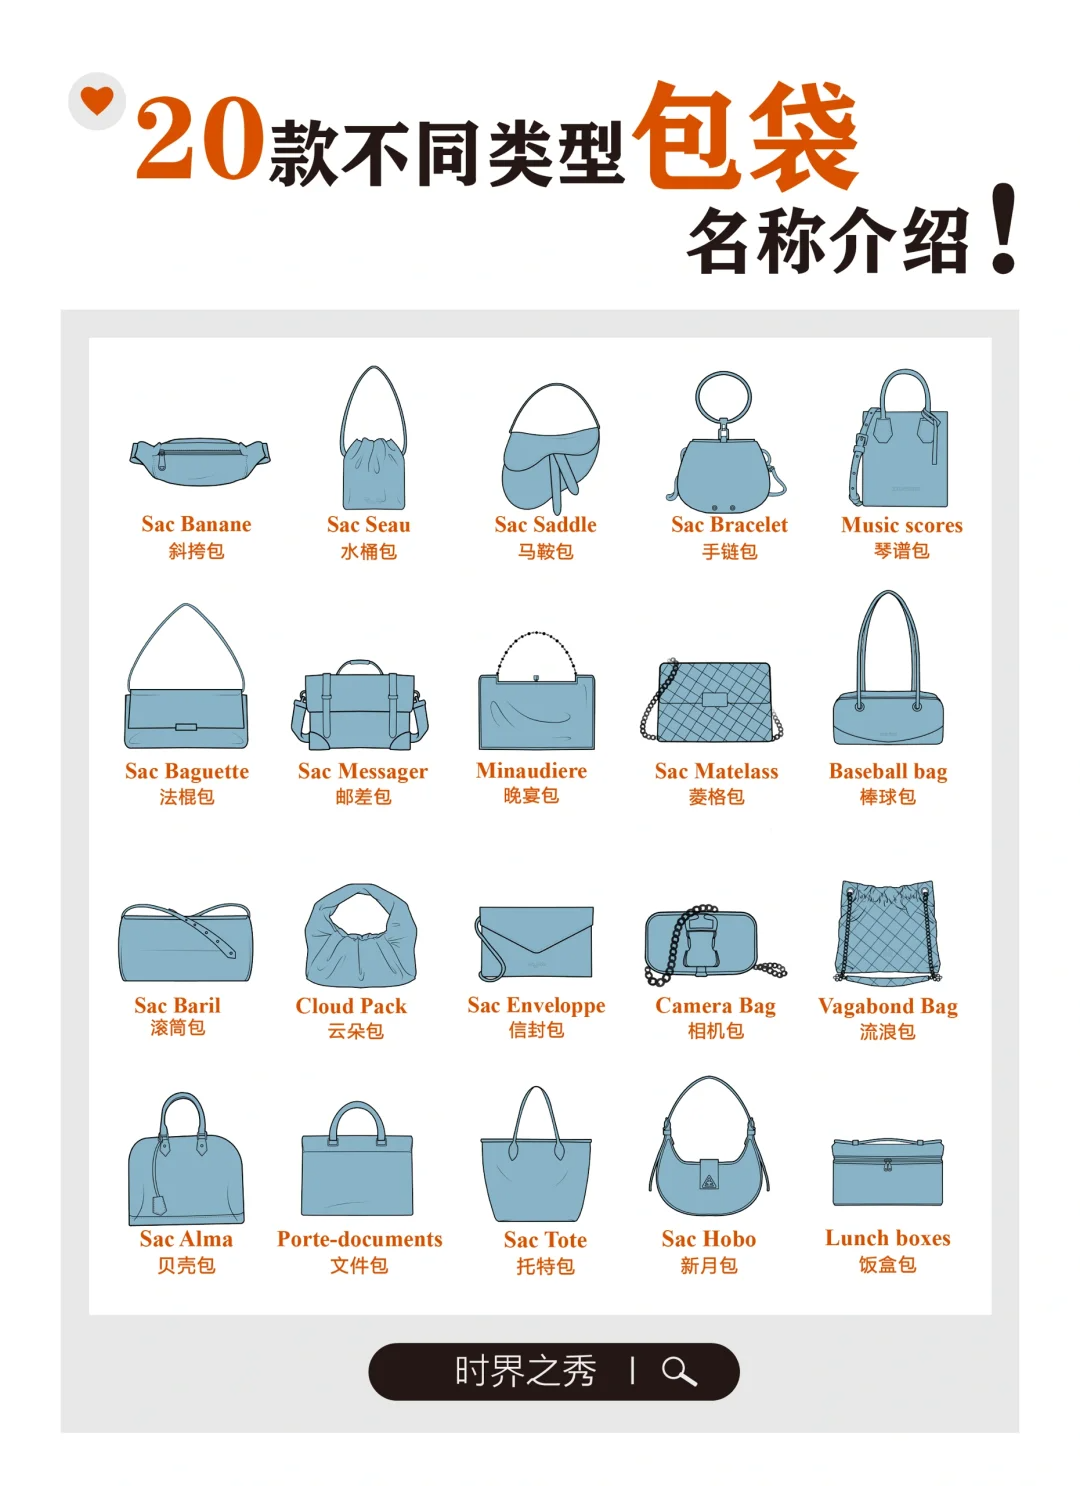 20款不同类型包袋
名称介绍!
Sac Banane
斜挎包
Sac Seau
水桶包
Sac Saddle
马鞍包
Sac Bracelet
手链包
Music scores
琴谱包
Sac Baguette
法棍包
Sac Messager
邮差包
Minaudiere
晚宴包
Sac Matelass
菱格包
Baseball bag
棒球包
Sac Baril
滚筒包
Cloud Pack
云朵包
Sac Enveloppe
信封包
Camera Bag
相机包
Vagabond Bag
流浪包
Sac Alma
贝壳包
Porte-documents
文件包
Sac Tote
托特包
Sac Hobo
新月包
Lunch boxes
饭盒包
时界之秀